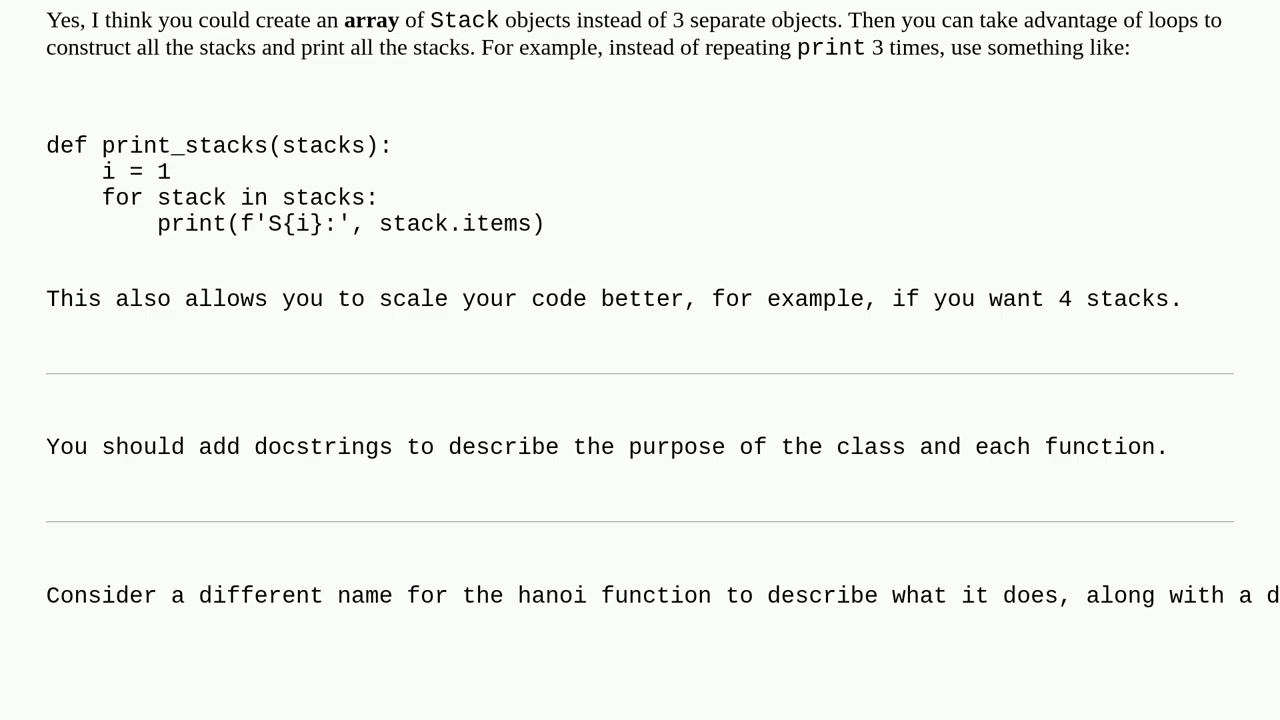 Yes, I think you could create an array of Stack objects instead of 3 separate objects. Then you can take advantage of loops to
construct all the stacks and print all the stacks. For example, instead of repeating print 3 times, use something like:
def print_stacks(stacks):
    i = 1
    for stack in stacks:
        print(f'S{i}:', stack.items)
This also allows you to scale your code better, for example, if you want 4 stacks.
You should add docstrings to describe the purpose of the class and each function.
Consider a different name for the hanoi function to describe what it does, along with a